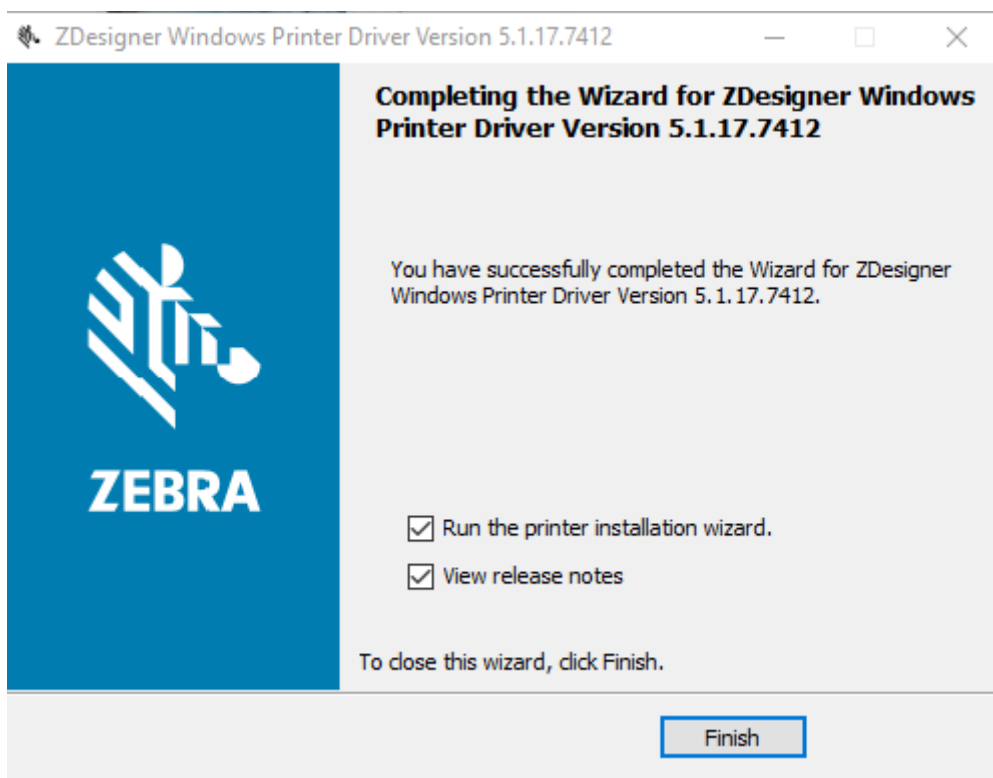 ZDesigner Windows Printer Driver Version 5.1.17.7412
Completing the Wizard for ZDesigner Windows
Printer Driver Version 5.1.17.7412
You have successfully completed the Wizard for ZDesigner
Windows Printer Driver Version 5.1.17.7412.
ZEBRA
Run the printer installation wizard.
View release notes
To close this wizard, click Finish.
Finish